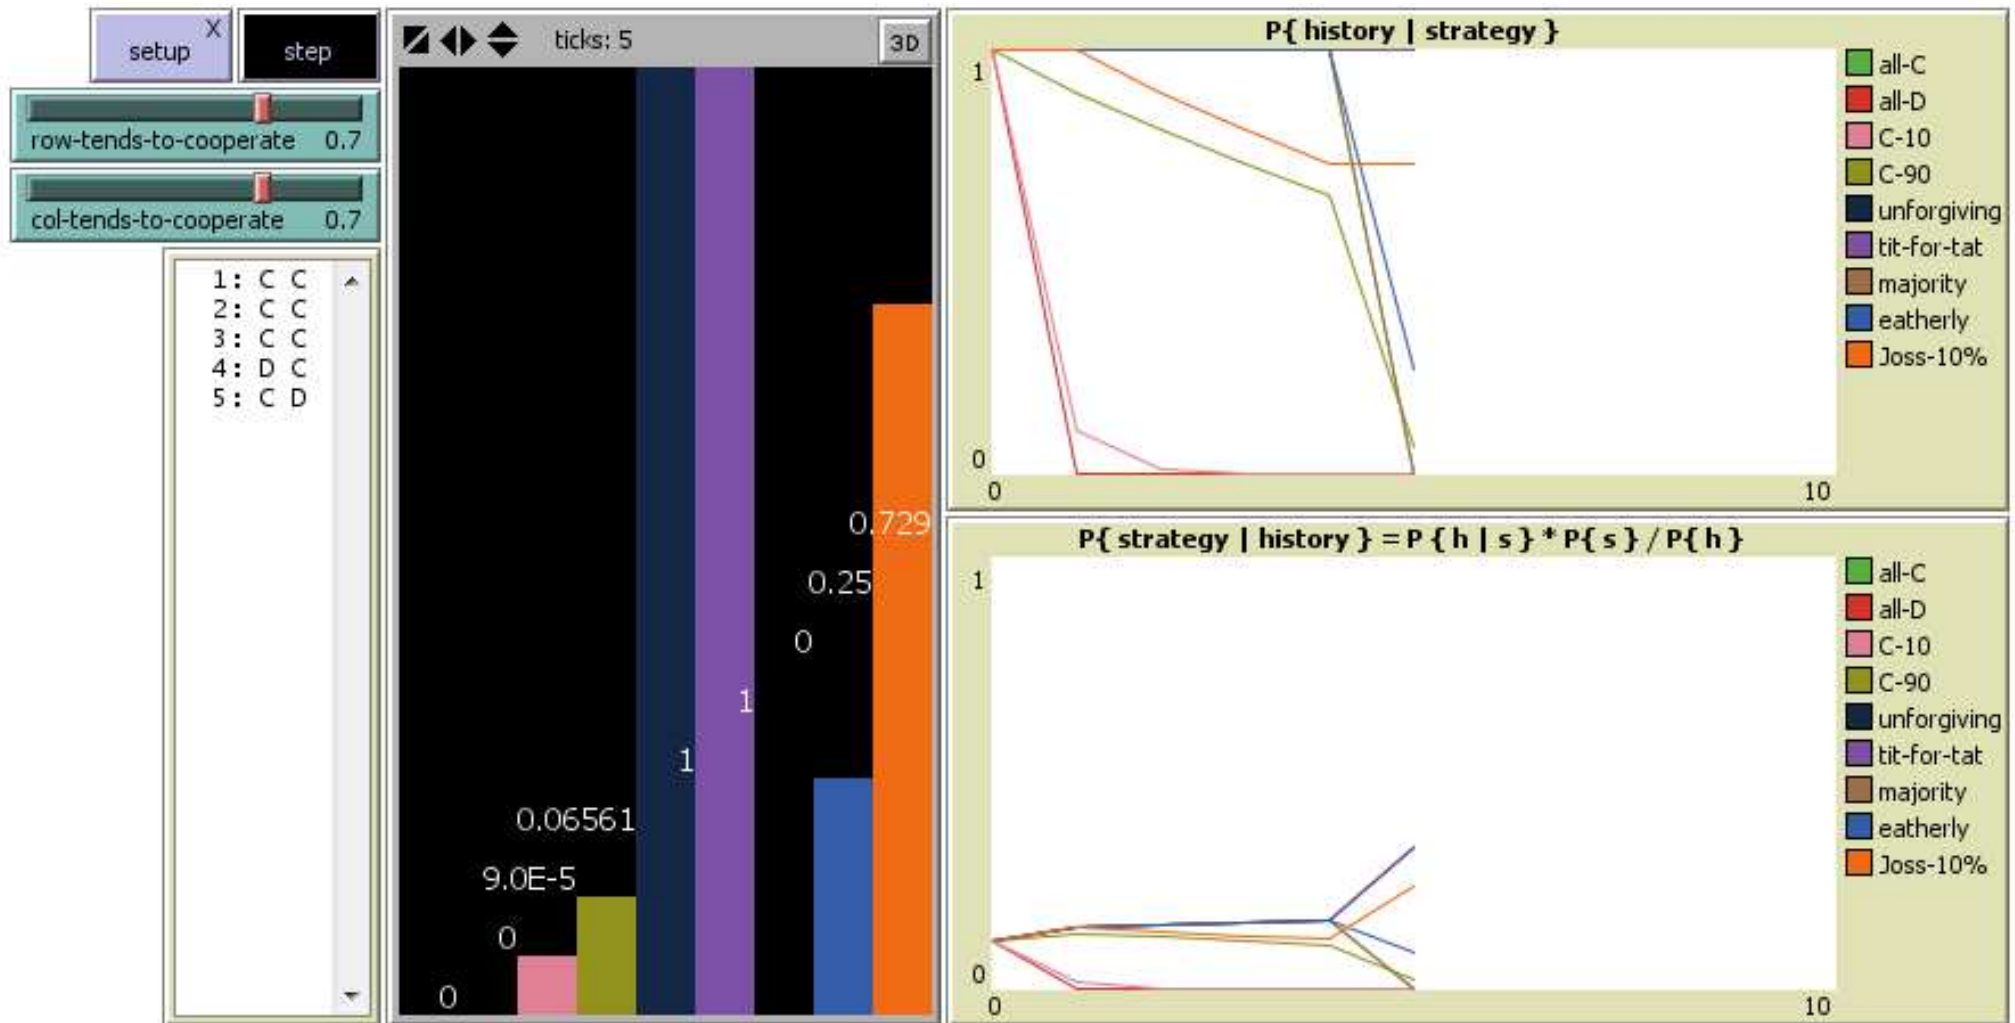 setup X
step
row-tends-to-cooperate 0.7
col-tends-to-cooperate 0.7
1: C C
2: C C
3: C C
4: D C
5: C D
ticks: 5
3D
0.729
0.25
0
1
1
0.06561
9.0E-5
0
0
P{ history | strategy }
1
0
0
10
all-C
all-D
C-10
C-90
unforgiving
tit-for-tat
majority
eatherly
Joss-10%
P{ strategy | history } = P { h | s } * P{ s } / P{ h }
1
0
0
10
all-C
all-D
C-10
C-90
unforgiving
tit-for-tat
majority
eatherly
Joss-10%